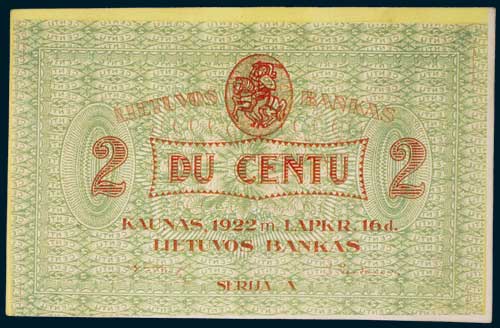 LIETUVOS BANKAS
2 DU CENTU 2
KAUNAS, 1922 m. LAPKR. 16 d.
LIETUVOS BANKAS
SERIJA X